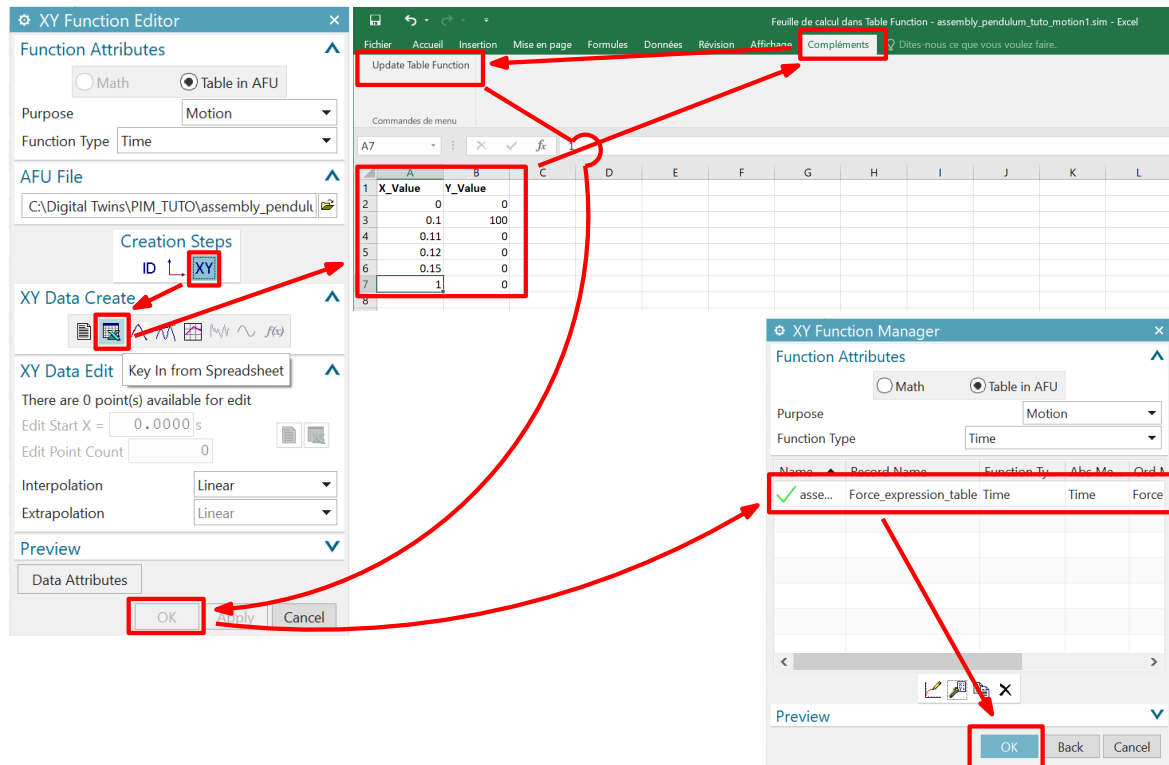 XY Function Editor
Function Attributes
Math Table in AFU
Purpose Motion
Function Type Time
AFU File
C:\Digital Twins\PIM_TUTO\assembly_pendulu
Creation Steps
ID XY
XY Data Create
f(x)
Key In from Spreadsheet
XY Data Edit
There are 0 point(s) available for edit
Edit Start X = 0.0000 s
Edit Point Count 0
Interpolation Linear
Extrapolation Linear
Preview
Data Attributes
OK Apply Cancel
Feuille de calcul dans Table Function - assembly_pendulum_tuto_motion1.sim - Excel
Fichier Accueil Insertion Mise en page Formules Données Révision Affichage Compléments Dites-nous ce que vous voulez faire.
Update Table Function
Commandes de menu
A7 fx 1
A B C D E F G H I J K L
1 X_Value Y_Value
2 0 0
3 0.1 100
4 0.11 0
5 0.12 0
6 0.15 0
7 1 0
8
XY Function Manager
Function Attributes
Math Table in AFU
Purpose Motion
Function Type Time
Name Record Name Function Ty Abs Me... Ord M
asse... Force_expression_table Time Time Force
Preview
OK Back Cancel